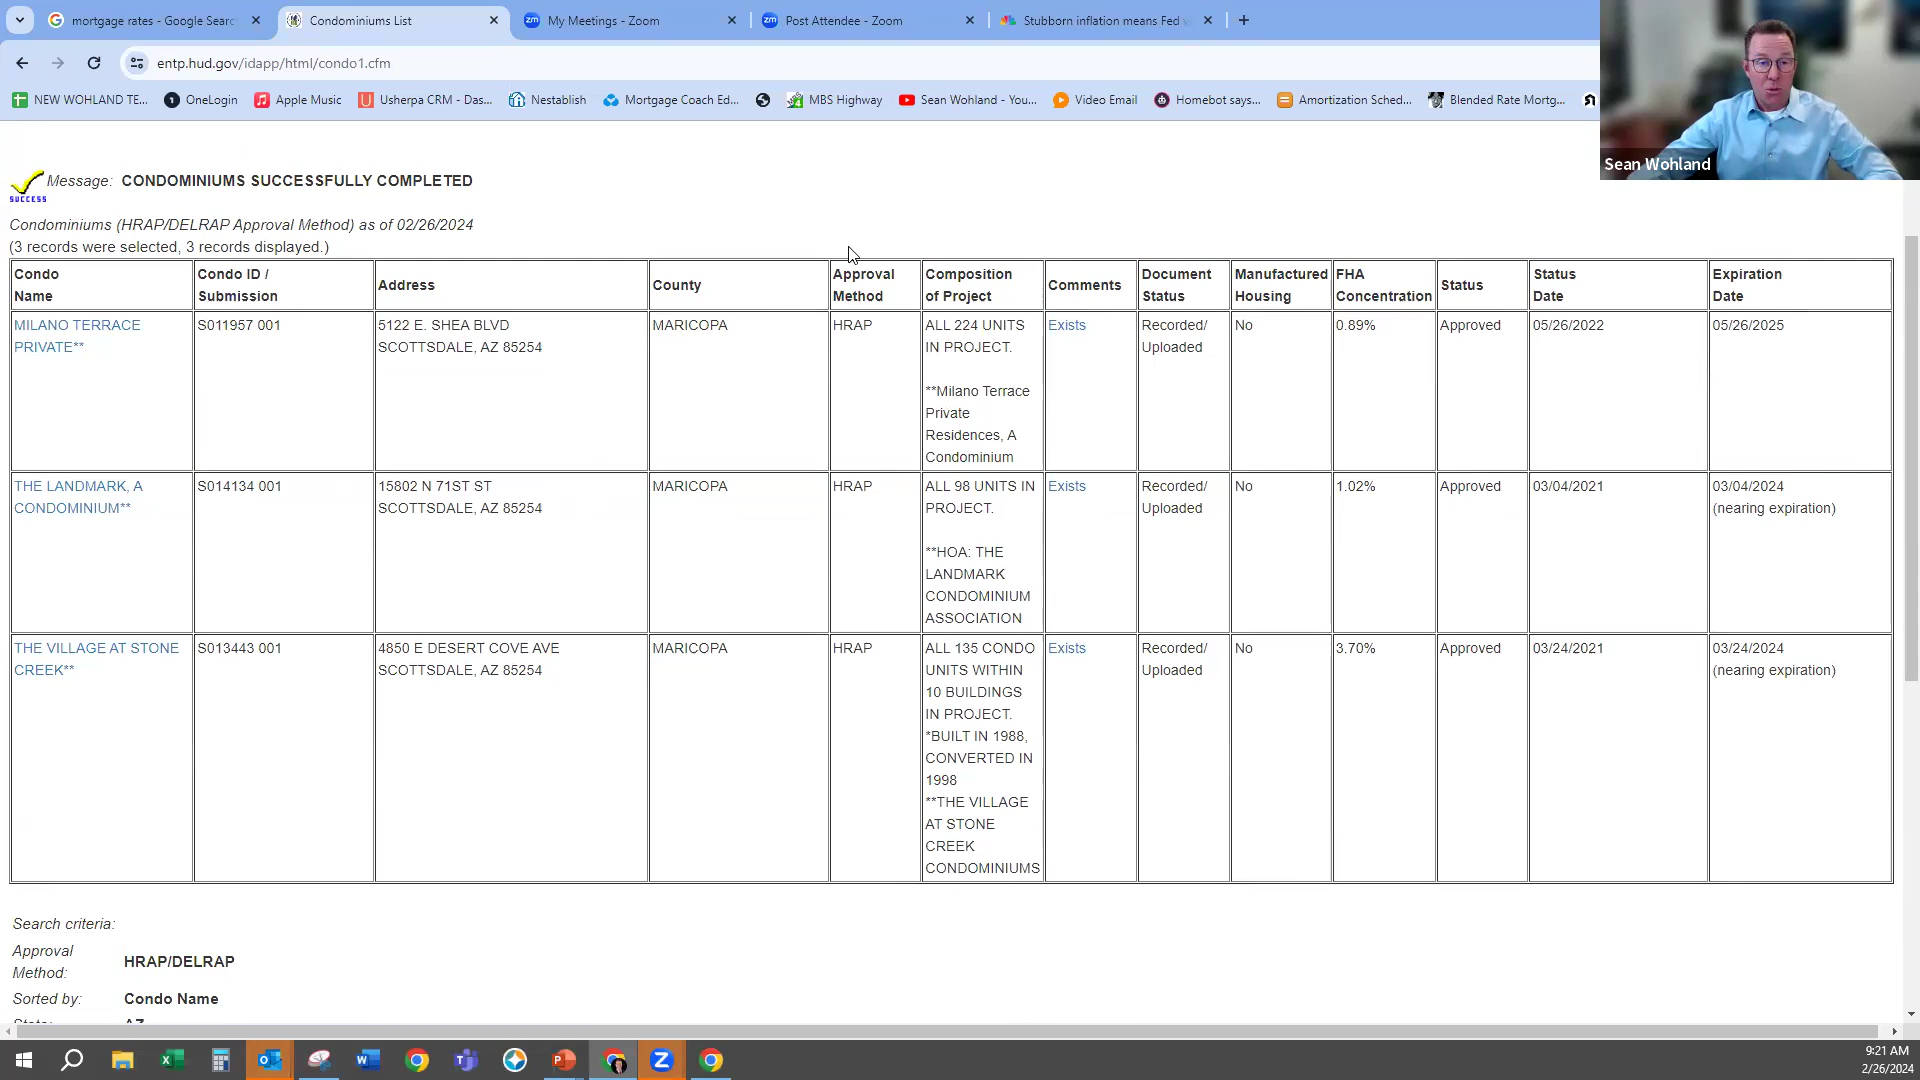 mortgage rates - Google Searc
Condominiums List
My Meetings - Zoom
Post Attendee - Zoom
Stubborn inflation means Fed w
entp.hud.gov/idapp/html/condo1.cfm
NEW WOHLAND TE...
OneLogin
Apple Music
Usherpa CRM - Das...
Nestablish
Mortgage Coach Ed...
MBS Highway
Sean Wohland - You...
Video Email
Homebot says...
Amortization Sched...
Blended Rate Mortg...
Sean Wohland
SUCCESS
Message: CONDOMINIUMS SUCCESSFULLY COMPLETED
Condominiums (HRAP/DELRAP Approval Method) as of 02/26/2024
(3 records were selected, 3 records displayed.)
Condo
Name
Condo ID /
Submission
Address
County
Approval
Method
Composition
of Project
Comments
Document
Status
Manufactured
Housing
FHA
Concentration
Status
Status
Date
Expiration
Date
MILANO TERRACE
PRIVATE**
S011957 001
5122 E. SHEA BLVD
SCOTTSDALE, AZ 85254
MARICOPA
HRAP
ALL 224 UNITS
IN PROJECT.
**Milano Terrace
Private
Residences, A
Condominium
Exists
Recorded/
Uploaded
No
0.89%
Approved
05/26/2022
05/26/2025
THE LANDMARK, A
CONDOMINIUM**
S014134 001
15802 N 71ST ST
SCOTTSDALE, AZ 85254
MARICOPA
HRAP
ALL 98 UNITS IN
PROJECT.
**HOA: THE
LANDMARK
CONDOMINIUM
ASSOCIATION
Exists
Recorded/
Uploaded
No
1.02%
Approved
03/04/2021
03/04/2024
(nearing expiration)
THE VILLAGE AT STONE
CREEK**
S013443 001
4850 E DESERT COVE AVE
SCOTTSDALE, AZ 85254
MARICOPA
HRAP
ALL 135 CONDO
UNITS WITHIN
10 BUILDINGS
IN PROJECT.
*BUILT IN 1988,
CONVERTED IN
1998
**THE VILLAGE
AT STONE
CREEK
CONDOMINIUMS
Exists
Recorded/
Uploaded
No
3.70%
Approved
03/24/2021
03/24/2024
(nearing expiration)
Search criteria:
Approval
Method:
HRAP/DELRAP
Sorted by:
Condo Name
State:
AZ
9:21 AM
2/26/2024